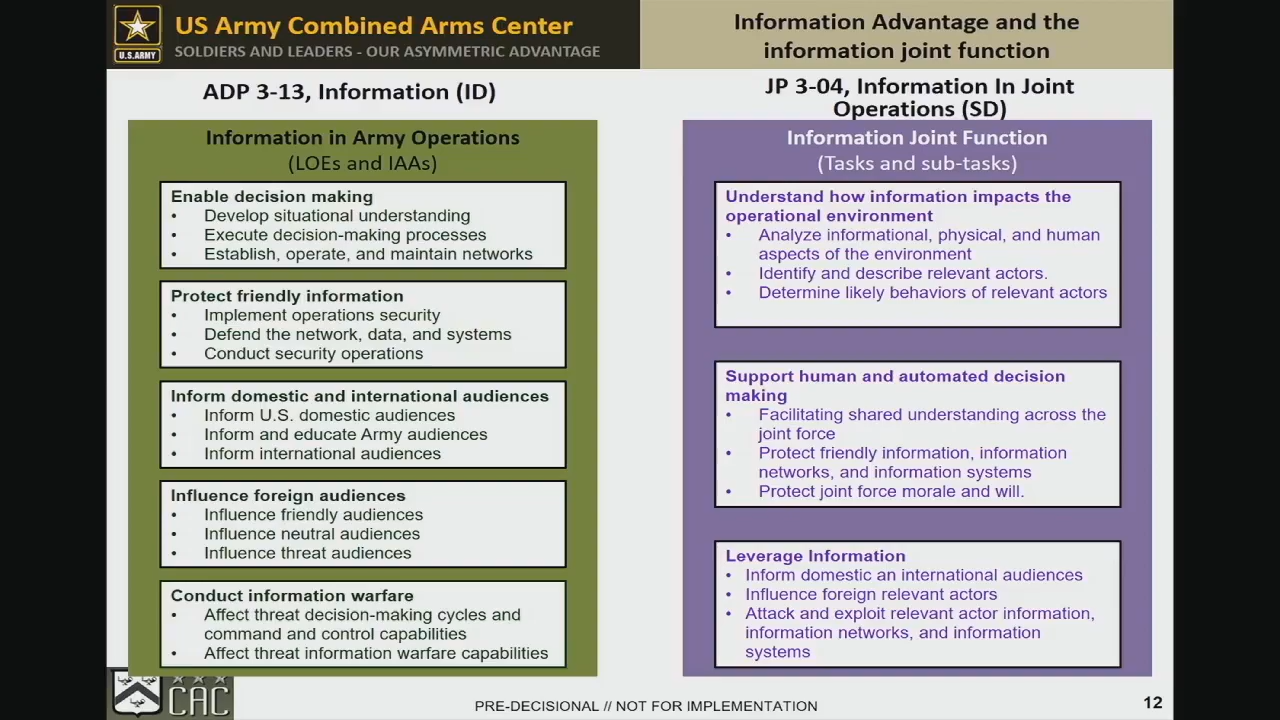 US Army Combined Arms Center
SOLDIERS AND LEADERS - OUR ASYMMETRIC ADVANTAGE
U.S.ARMY
Information Advantage and the
information joint function
ADP 3-13, Information (ID)
Information in Army Operations
(LOEs and IAAs)
Enable decision making
• Develop situational understanding
• Execute decision-making processes
• Establish, operate, and maintain networks
Protect friendly information
• Implement operations security
• Defend the network, data, and systems
• Conduct security operations
Inform domestic and international audiences
• Inform U.S. domestic audiences
• Inform and educate Army audiences
• Inform international audiences
Influence foreign audiences
• Influence friendly audiences
• Influence neutral audiences
• Influence threat audiences
Conduct information warfare
• Affect threat decision-making cycles and
command and control capabilities
• Affect threat information warfare capabilities
JP 3-04, Information In Joint
Operations (SD)
Information Joint Function
(Tasks and sub-tasks)
Understand how information impacts the
operational environment
• Analyze informational, physical, and human
aspects of the environment
• Identify and describe relevant actors.
• Determine likely behaviors of relevant actors
Support human and automated decision
making
• Facilitating shared understanding across the
joint force
• Protect friendly information, information
networks, and information systems
• Protect joint force morale and will.
Leverage Information
• Inform domestic an international audiences
• Influence foreign relevant actors
• Attack and exploit relevant actor information,
information networks, and information
systems
CAC
PRE-DECISIONAL // NOT FOR IMPLEMENTATION
12